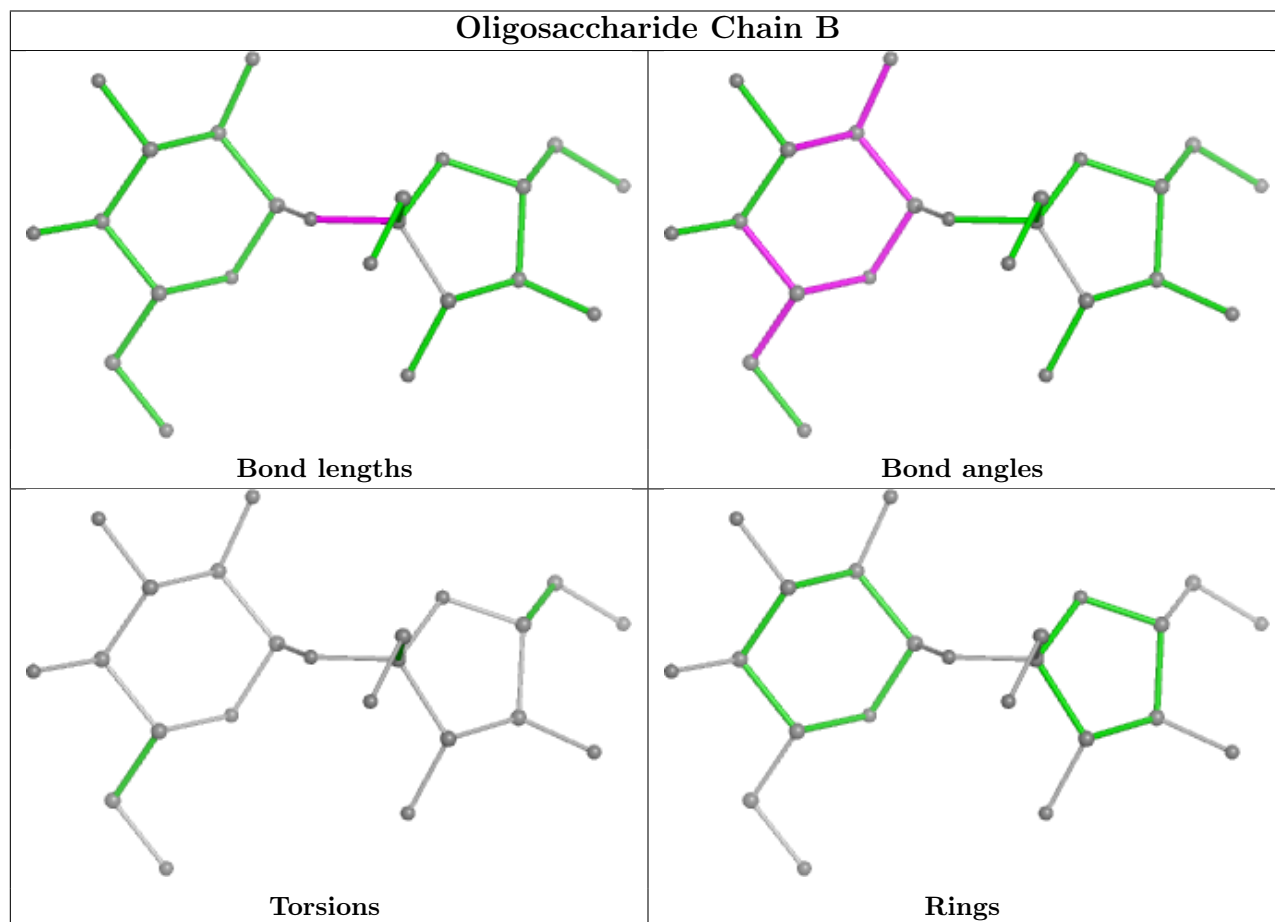 Oligosaccharide Chain B
Bond lengths
Bond angles
Torsions
Rings